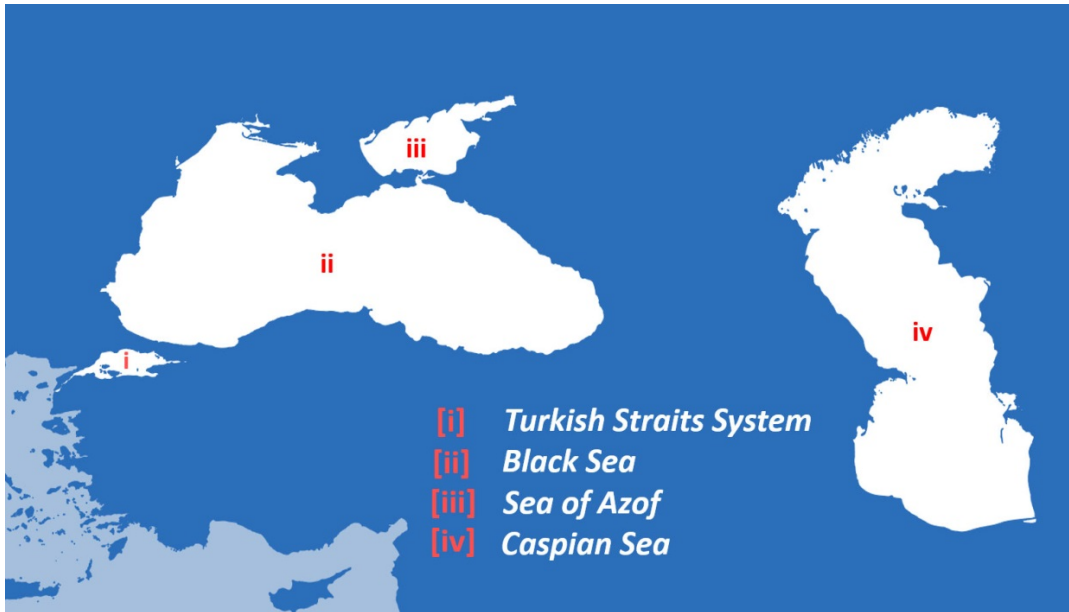 iii
ii
iv
i
[i] Turkish Straits System
[ii] Black Sea
[iii] Sea of Azof
[iv] Caspian Sea